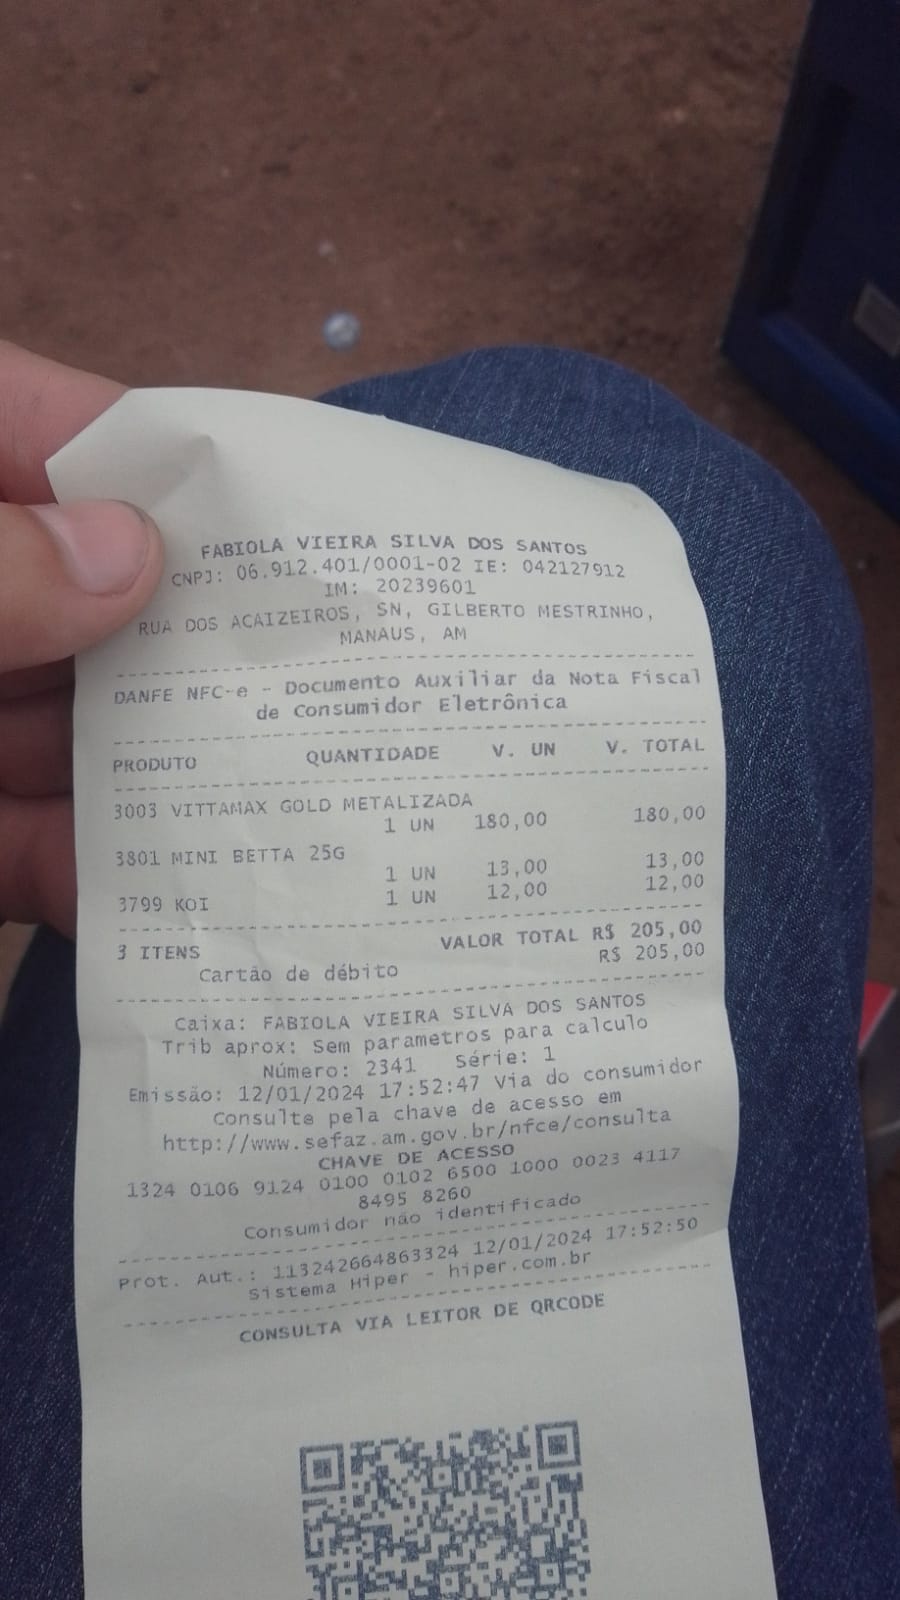 FABIOLA VIEIRA SILVA DOS SANTOS
CNPJ: 06.912.401/0001-02 IE: 042127912
IM: 20239601
RUA DOS ACAIZEIROS, SN, GILBERTO MESTRINHO,
MANAUS, AM
DANFE NFC-e - Documento Auxiliar da Nota Fiscal
de Consumidor Eletrônica
PRODUTO QUANTIDADE V. UN V. TOTAL
3003 VITTAMAX GOLD METALIZADA
1 UN 180,00 180,00
3801 MINI BETTA 25G
1 UN 13,00 13,00
3799 KOI 1 UN 12,00 12,00
3 ITENS VALOR TOTAL R$ 205,00
Cartão de débito R$ 205,00
Caixa: FABIOLA VIEIRA SILVA DOS SANTOS
Trib aprox: Sem parametros para calculo
Número: 2341 Série: 1
Emissão: 12/01/2024 17:52:47 Via do consumidor
Consulte pela chave de acesso em
http://www.sefaz.am.gov.br/nfce/consulta
CHAVE DE ACESSO
1324 0106 9124 0100 0102 6500 1000 0023 4117
8495 8260
Consumidor não identificado
Prot. Aut.: 113242664863324 12/01/2024 17:52:50
Sistema Hiper - hiper.com.br
CONSULTA VIA LEITOR DE QRCODE